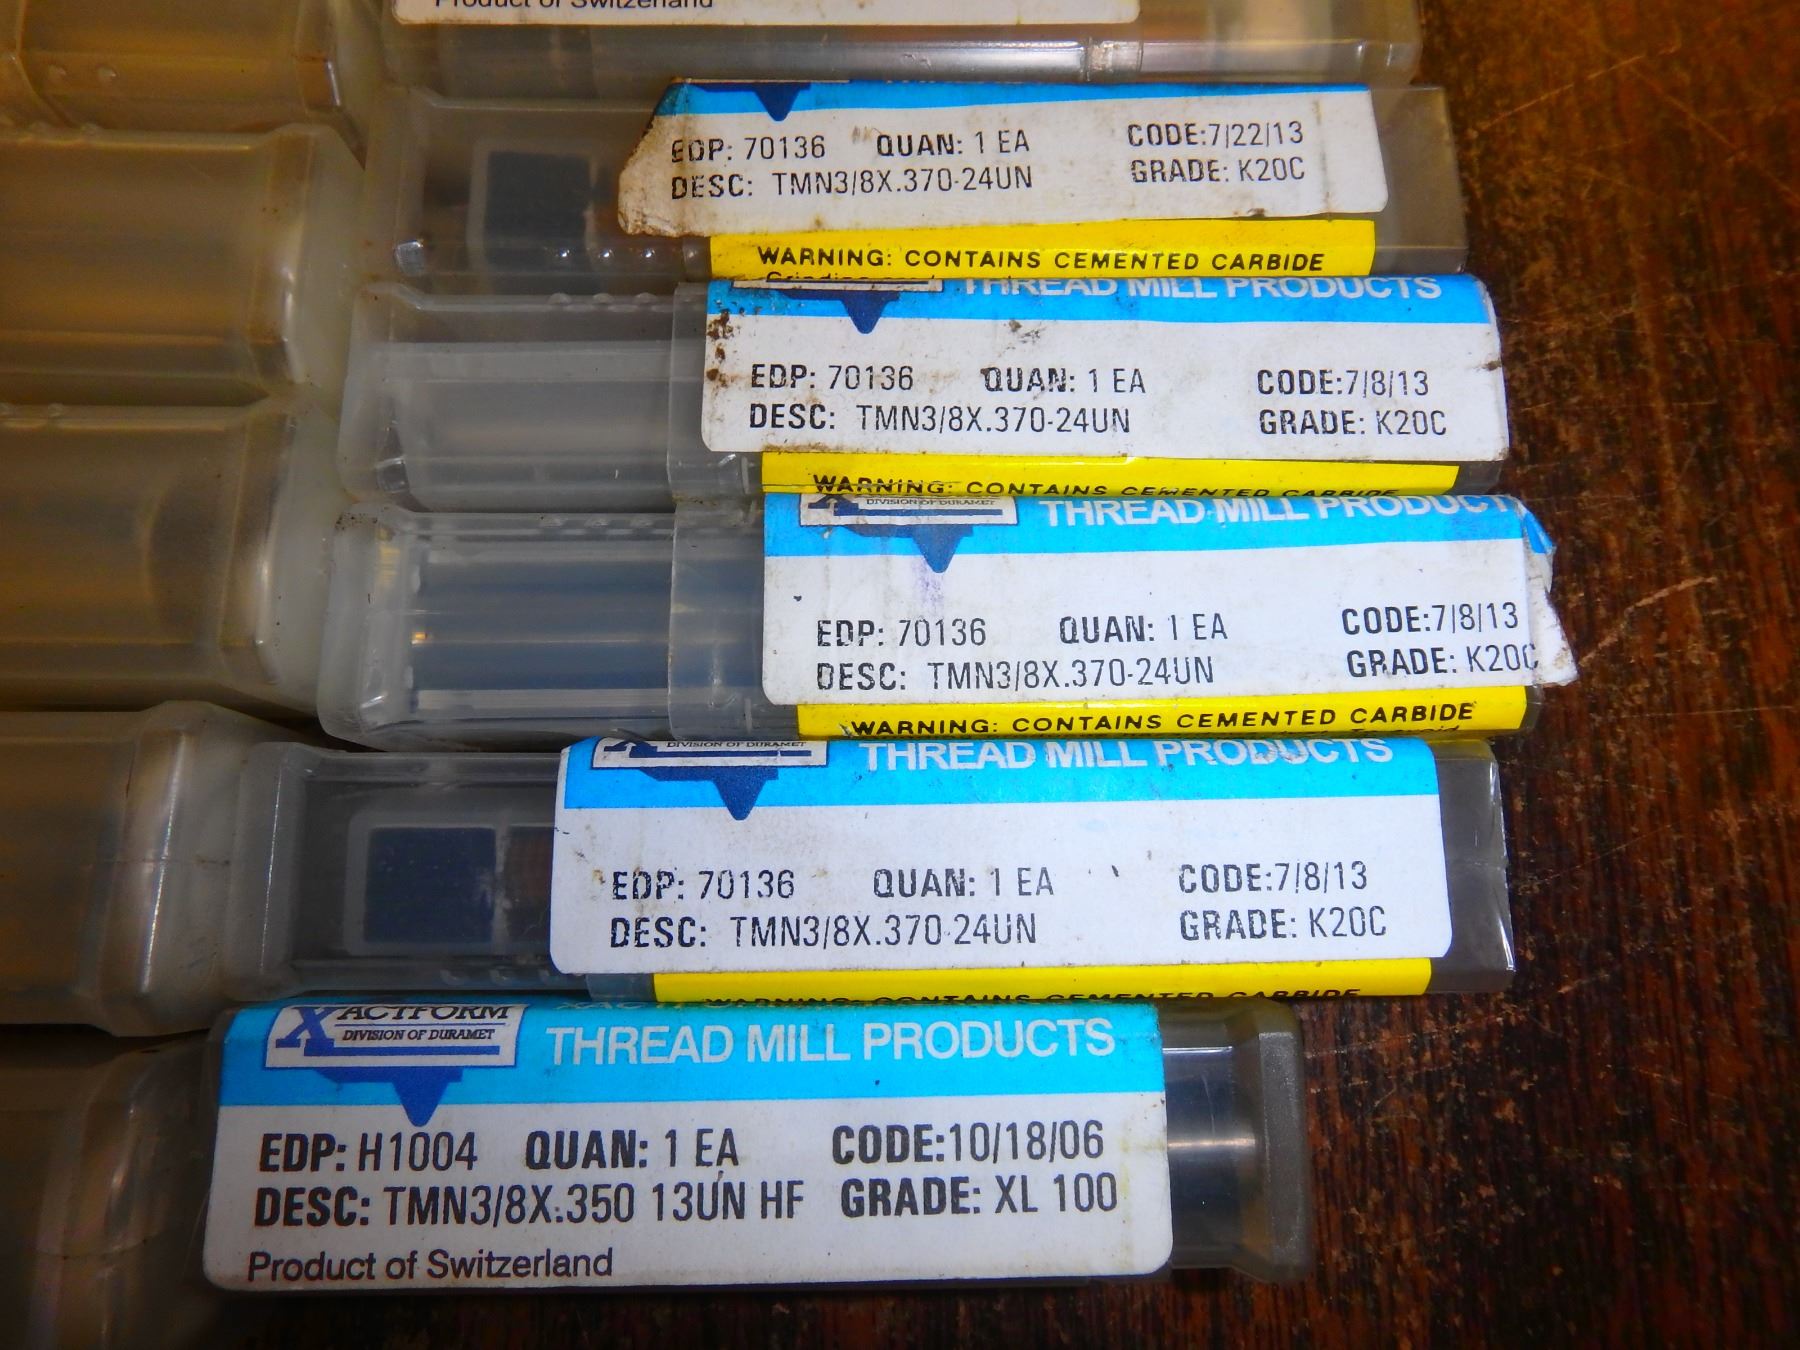 Product of Switzerland
EDP: 70136 QUAN: 1 EA CODE:7/22/13
DESC: TMN3/8X.370-24UN GRADE: K20C
WARNING: CONTAINS CEMENTED CARBIDE
THREAD MILL PRODUCTS
EDP: 70136 QUAN: 1 EA CODE:7/8/13
DESC: TMN3/8X.370-24UN GRADE: K20C
WARNING: CONTAINS CEMENTED CARBIDE
DIVISION OF DURAMET
THREAD MILL PRODUCT
EDP: 70136 QUAN: 1 EA CODE:7/8/13
DESC: TMN3/8X.370-24UN GRADE: K20C
WARNING: CONTAINS CEMENTED CARBIDE
DIVISION OF DURAMET
THREAD MILL PRODUCTS
EDP: 70136 QUAN: 1 EA CODE:7/8/13
DESC: TMN3/8X.370-24UN GRADE: K20C
WARNING: CONTAINS CEMENTED CARBIDE
XACTFORM
DIVISION OF DURAMET
THREAD MILL PRODUCTS
EDP: H1004 QUAN: 1 EA CODE:10/18/06
DESC: TMN3/8X.350 13UN HF GRADE: XL 100
Product of Switzerland